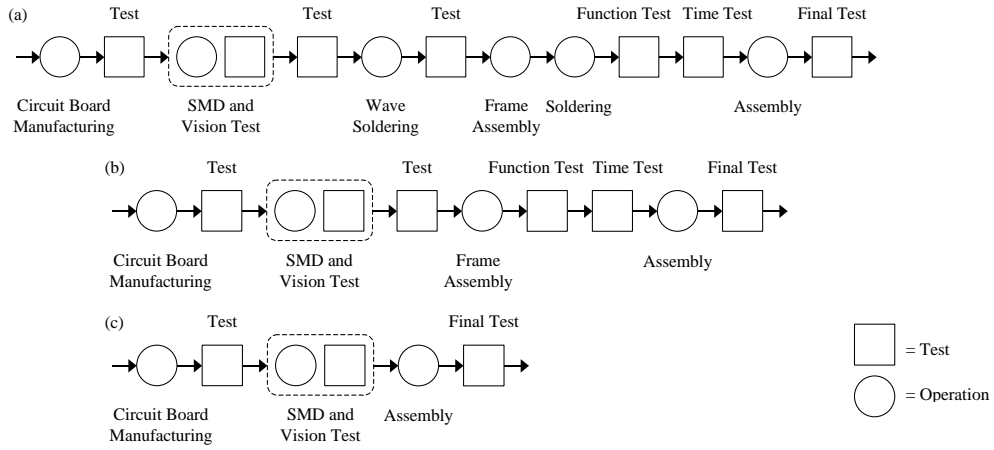 (a)
Test
Test
Test
Function Test
Time Test
Final Test
Circuit Board
Manufacturing
SMD and
Vision Test
Wave
Soldering
Frame
Assembly
Soldering
Assembly
(b)
Test
Test
Function Test
Time Test
Final Test
Circuit Board
Manufacturing
SMD and
Vision Test
Frame
Assembly
Assembly
(c)
Test
Final Test
Circuit Board
Manufacturing
SMD and
Vision Test
Assembly
= Test
= Operation